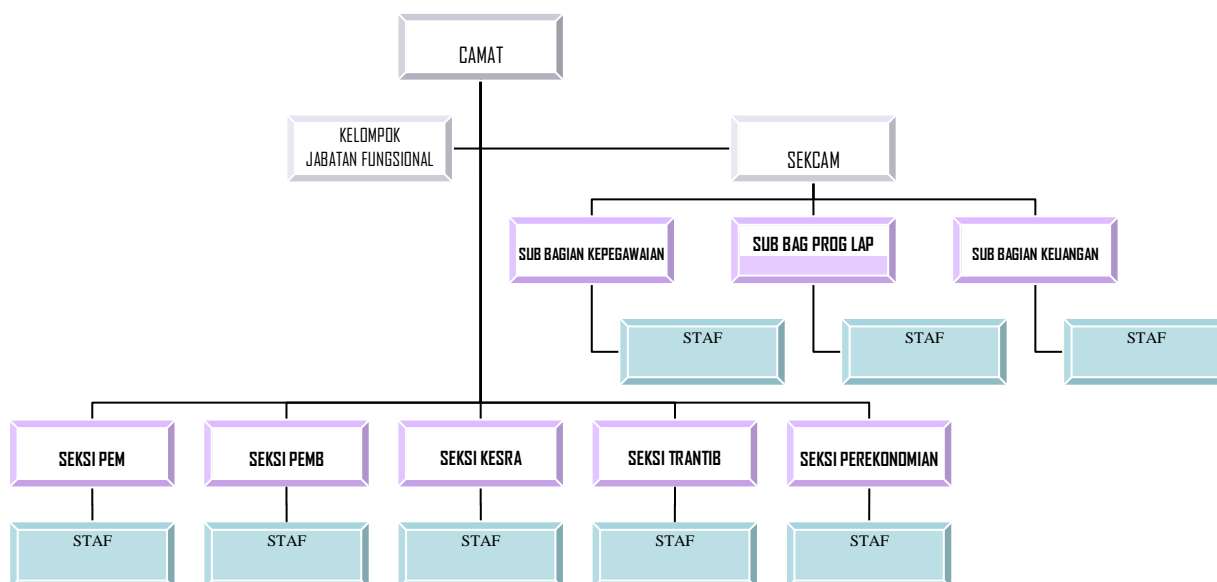 CAMAT
KELOMPOK
JABATAN FUNGSIONAL
SEKCAM
SUB BAGIAN KEPEGAWAIAN
SUB BAG PROG LAP
SUB BAGIAN KEUANGAN
STAF
STAF
STAF
SEKSI PEM
SEKSI PEMB
SEKSI KESRA
SEKSI TRANTIB
SEKSI PEREKONOMIAN
STAF
STAF
STAF
STAF
STAF